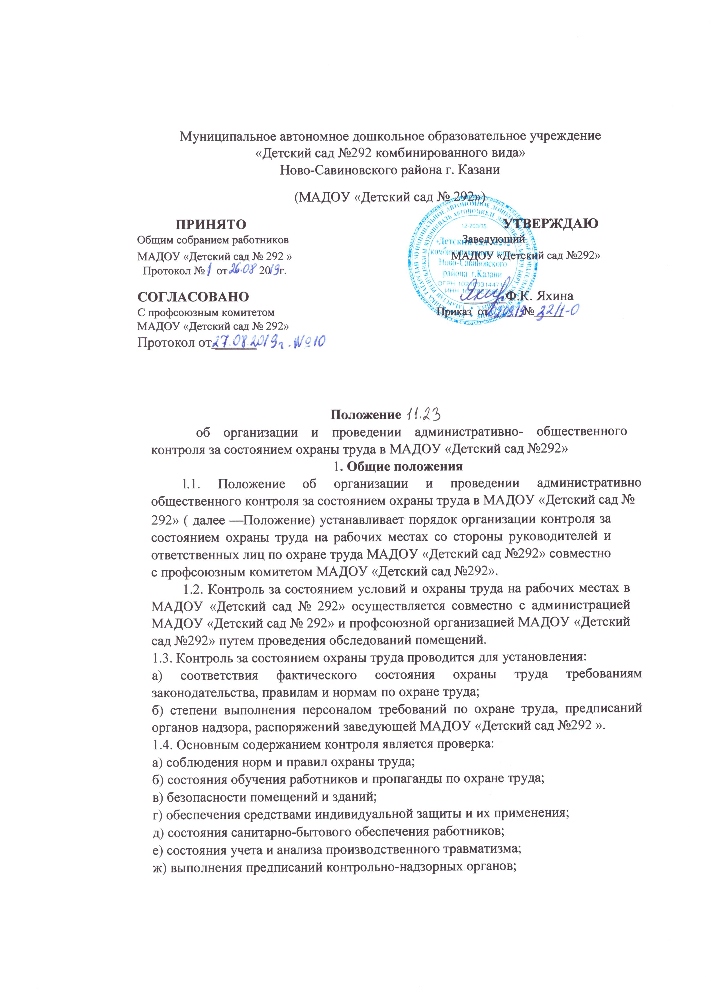 Муниципальное автономное дошкольное образовательное учреждение
«Детский сад №292 комбинированного вида»
Ново-Савиновского района г. Казани
(МАДОУ «Детский сад № 292»)
ПРИНЯТО
Общим собранием работников
МАДОУ «Детский сад № 292 »
Протокол № 1 от 26.08 2019г.
СОГЛАСОВАНО
С профсоюзным комитетом
МАДОУ «Детский сад № 292»
Протокол от 27.08.2019г. №10
УТВЕРЖДАЮ
Заведующий
МАДОУ «Детский сад №292»
Ф.К. Яхина
Приказ от №
12-203/35
«Детский сад №292
комбинированного вида»
Ново-Савиновского
района г.Казани
Положение 11.23
об организации и проведении административно- общественного
контроля за состоянием охраны труда в МАДОУ «Детский сад №292»
1. Общие положения
l.1. Положение об организации и проведении административно
общественного контроля за состоянием охраны труда в МАДОУ «Детский сад №
292» ( далее —Положение) устанавливает порядок организации контроля за
состоянием охраны труда на рабочих местах со стороны руководителей и
ответственных лиц по охране труда МАДОУ «Детский сад №292» совместно
с профсоюзным комитетом МАДОУ «Детский сад №292».
1.2. Контроль за состоянием условий и охраны труда на рабочих местах в
МАДОУ «Детский сад № 292» осуществляется совместно с администрацией
МАДОУ «Детский сад № 292» и профсоюзной организацией МАДОУ «Детский
сад №292» путем проведения обследований помещений.
1.3. Контроль за состоянием охраны труда проводится для установления:
а) соответствия фактического состояния охраны труда требованиям
законодательства, правилам и нормам по охране труда;
б) степени выполнения персоналом требований по охране труда, предписаний
органов надзора, распоряжений заведующей МАДОУ «Детский сад №292 ».
1.4. Основным содержанием контроля является проверка:
а) соблюдения норм и правил охраны труда;
б) состояния обучения работников и пропаганды по охране труда;
в) безопасности помещений и зданий;
г) обеспечения средствами индивидуальной защиты и их применения;
д) состояния санитарно-бытового обеспечения работников;
е) состояния учета и анализа производственного травматизма;
ж) выполнения предписаний контрольно-надзорных органов;